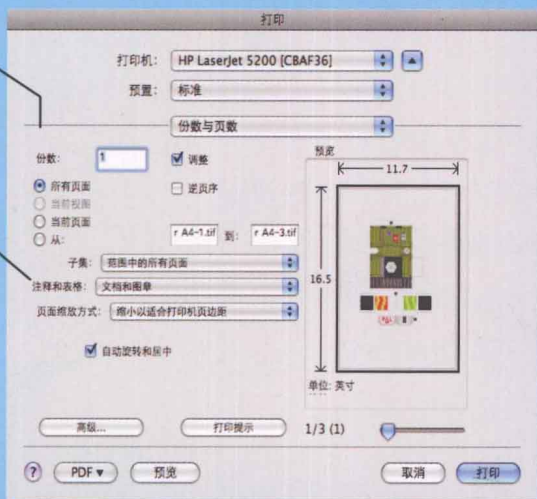 打印
打印机: HP LaserJet 5200 [CBAF36]
预置: 标准
份数与页数
份数: 1 调整
所有页面 逆页序
当前视图
当前页面
从: r A4-1.tif 到: r A4-3.tif
子集: 范围中的所有页面
注释和表格: 文档和图章
页面缩放方式: 缩小以适合打印机页边距
自动旋转和居中
预览
11.7
16.5
单位: 英寸
高级... 打印提示 1/3 (1)
? PDF▼ 预览 取消 打印